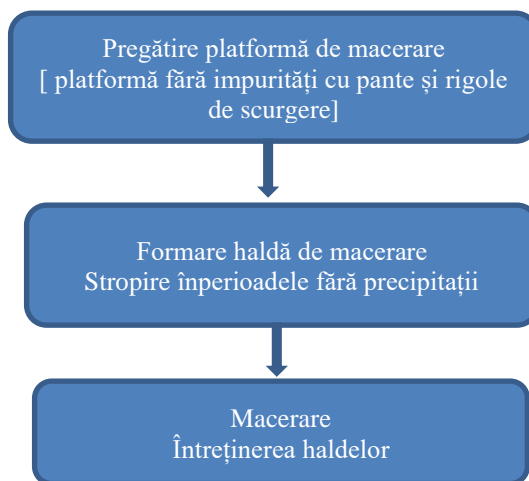 Pregătire platformă de macerare
[ platformă fără impurități cu pante și rigole
de scurgere]
Formare haldă de macerare
Stropire înperioadele fără precipitații
Macerare
Întreținerea haldelor